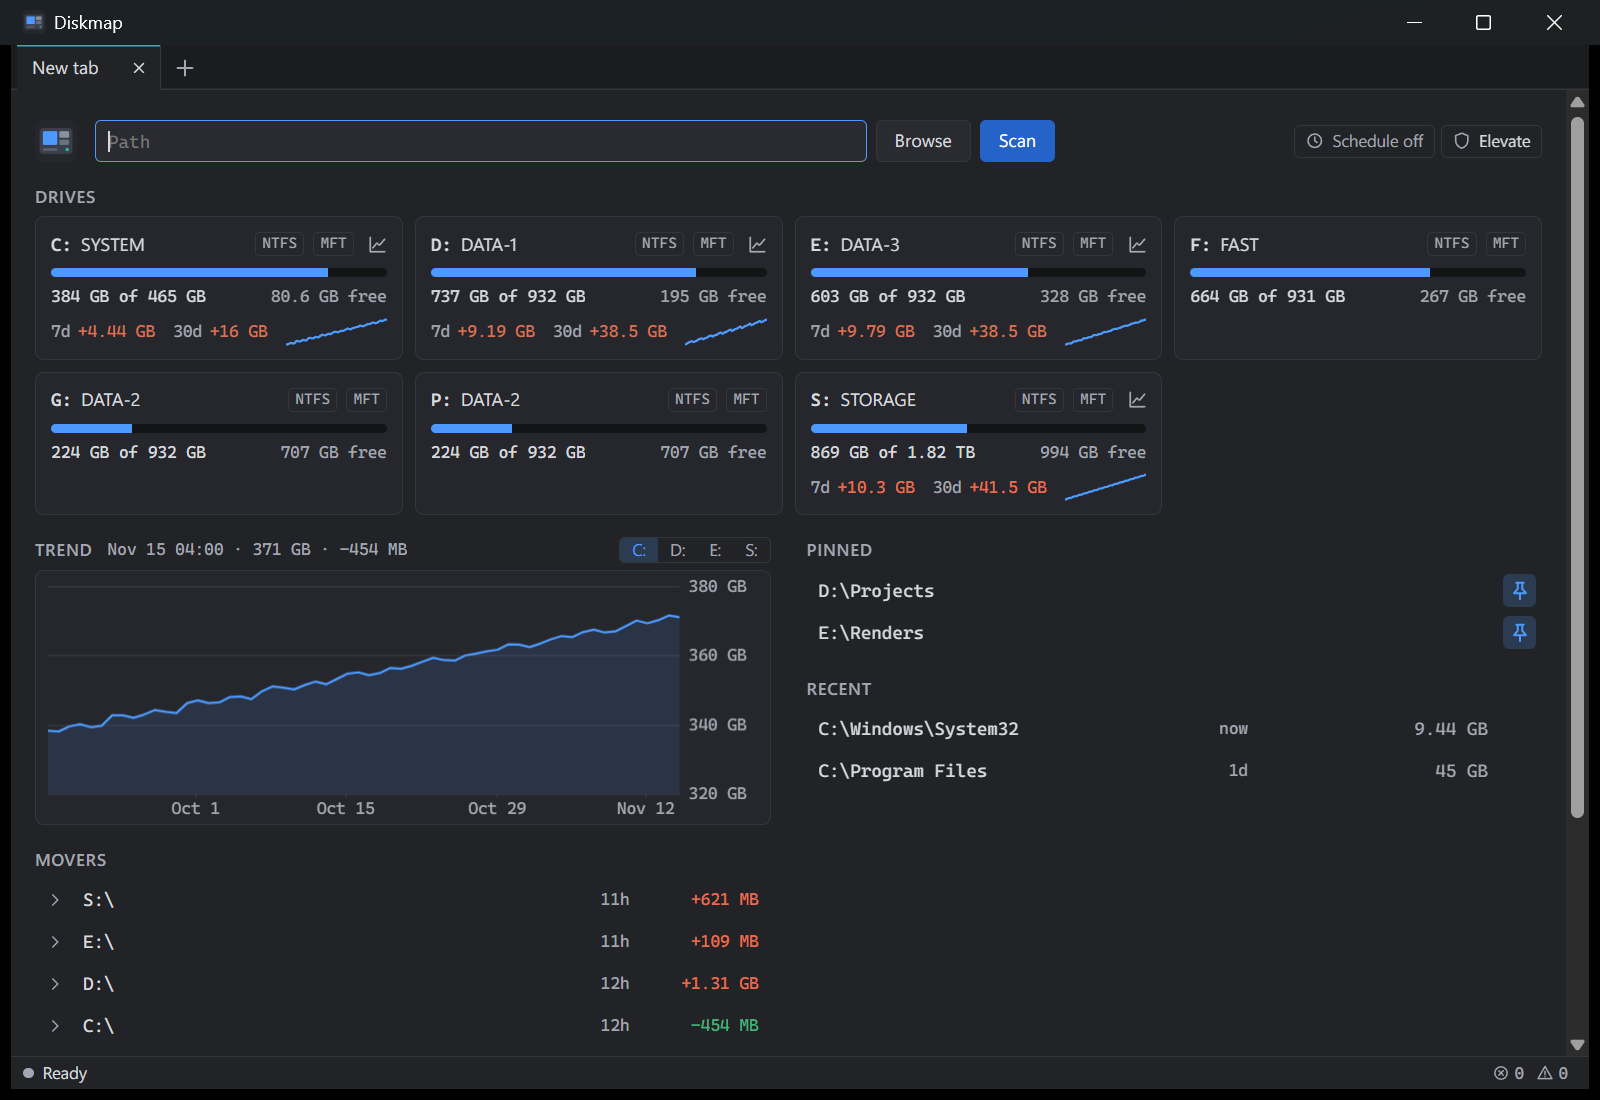 Diskmap
New tab
Path
Browse
Scan
Schedule off
Elevate
DRIVES
C: SYSTEM NTFS MFT
384 GB of 465 GB 80.6 GB free
7d +4.44 GB 30d +16 GB
D: DATA-1 NTFS MFT
737 GB of 932 GB 195 GB free
7d +9.19 GB 30d +38.5 GB
E: DATA-3 NTFS MFT
603 GB of 932 GB 328 GB free
7d +9.79 GB 30d +38.5 GB
F: FAST NTFS MFT
664 GB of 931 GB 267 GB free
G: DATA-2 NTFS MFT
224 GB of 932 GB 707 GB free
P: DATA-2 NTFS MFT
224 GB of 932 GB 707 GB free
S: STORAGE NTFS MFT
869 GB of 1.82 TB 994 GB free
7d +10.3 GB 30d +41.5 GB
TREND Nov 15 04:00 · 371 GB · −454 MB
C: D: E: S:
380 GB
360 GB
340 GB
320 GB
Oct 1 Oct 15 Oct 29 Nov 12
PINNED
D:\Projects
E:\Renders
RECENT
C:\Windows\System32 now 9.44 GB
C:\Program Files 1d 45 GB
MOVERS
S:\ 11h +621 MB
E:\ 11h +109 MB
D:\ 12h +1.31 GB
C:\ 12h −454 MB
Ready
0 0